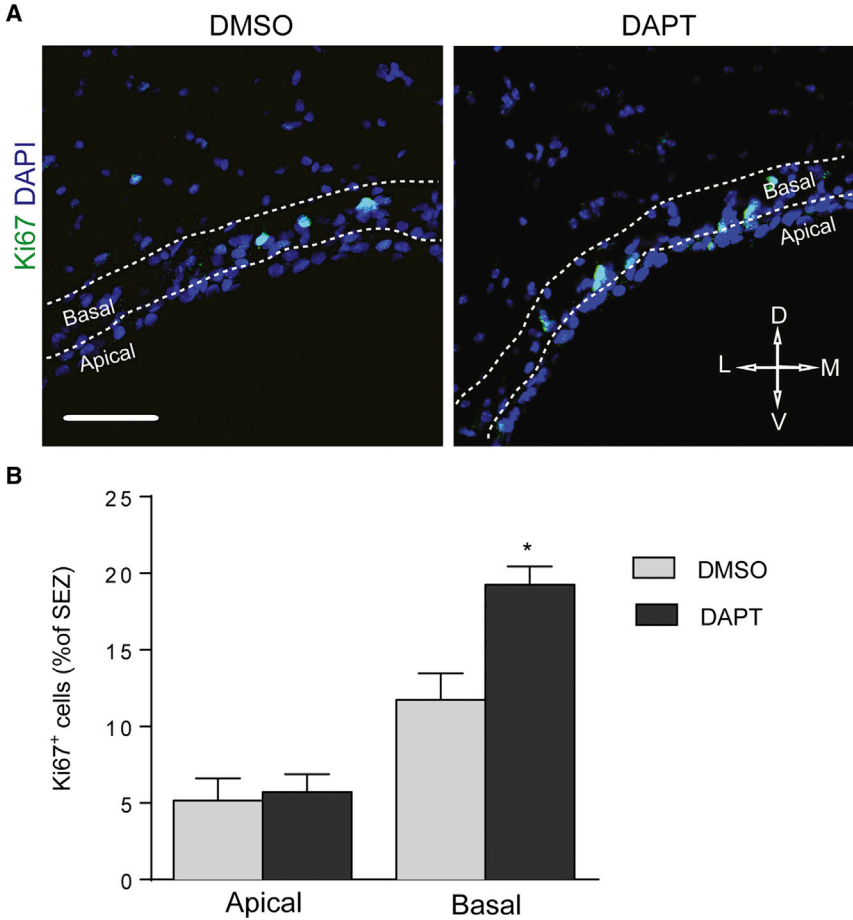 A
DMSO
DAPT
Ki67 DAPI
Basal
Apical
Basal
Apical
D
L
M
V
B
Ki67+ cells (%of SEZ)
25
20
15
10
5
0
*
DMSO
DAPT
Apical
Basal